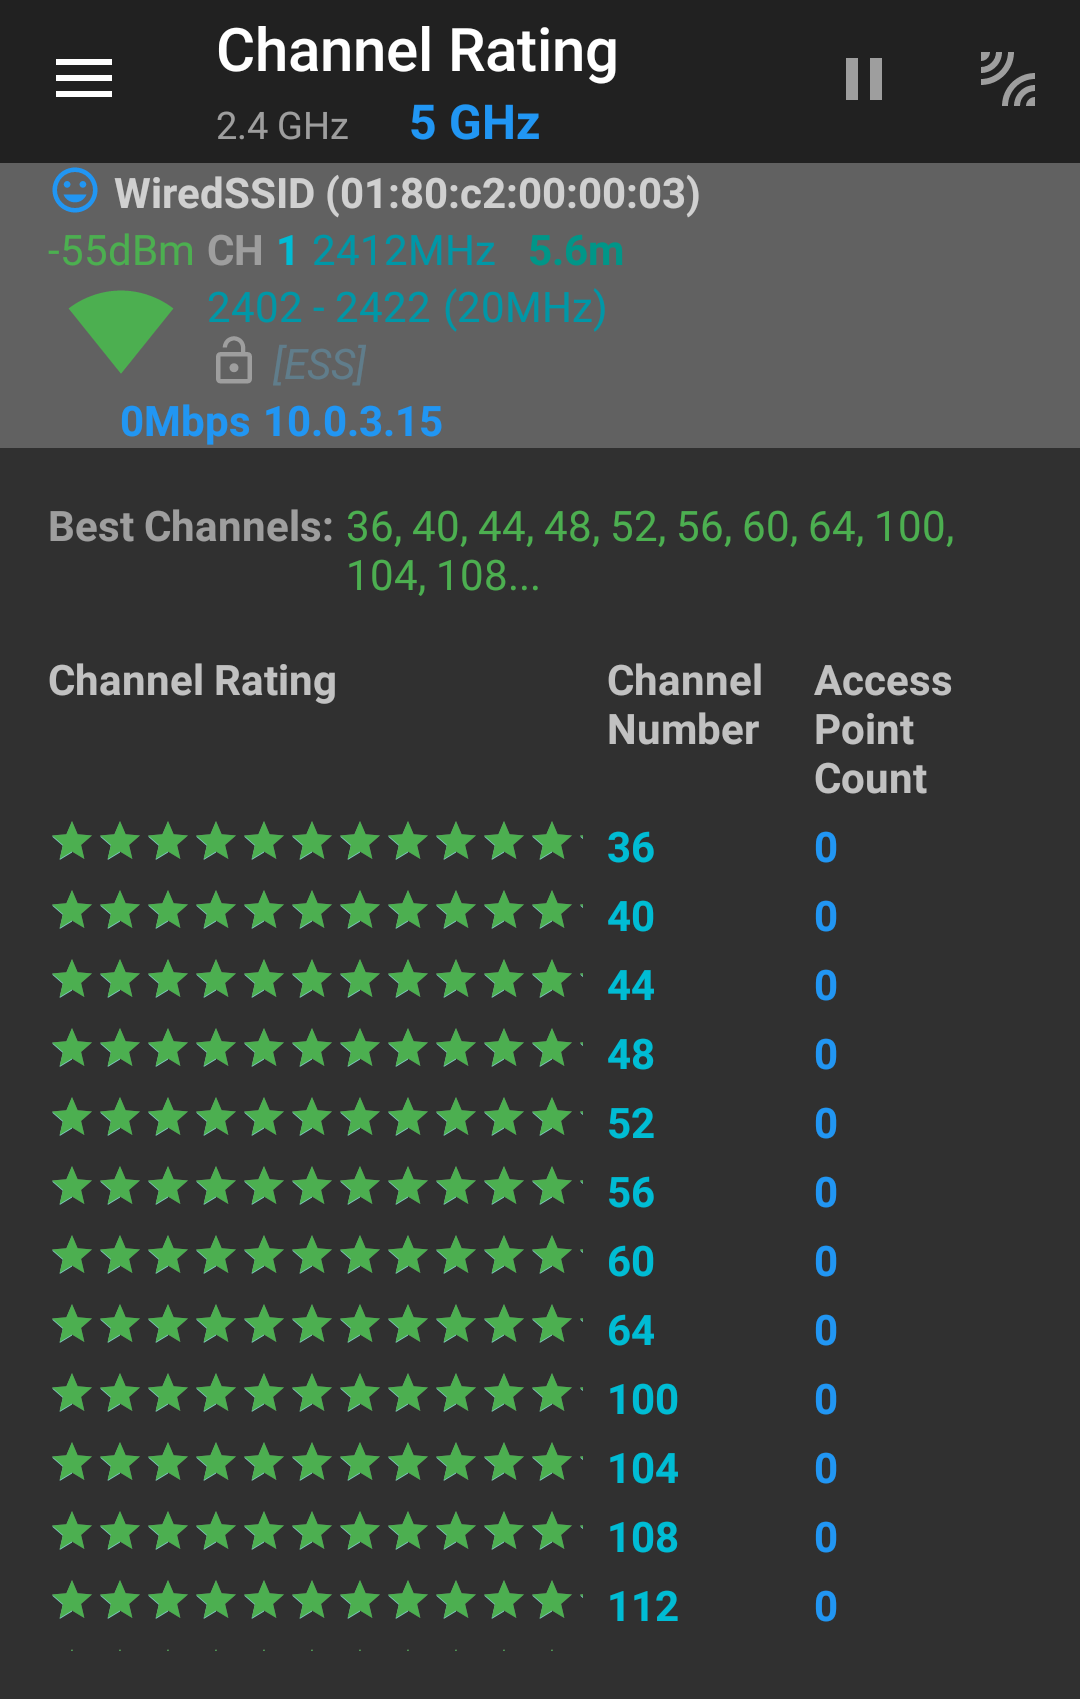 Channel Rating
2.4 GHz 5 GHz
WiredSSID (01:80:c2:00:00:03)
-55dBm CH 1 2412MHz 5.6m
2402 - 2422 (20MHz)
[ESS]
0Mbps 10.0.3.15
Best Channels: 36, 40, 44, 48, 52, 56, 60, 64, 100,
104, 108...
Channel Rating Channel Access
Number Point
Count
36 0
40 0
44 0
48 0
52 0
56 0
60 0
64 0
100 0
104 0
108 0
112 0